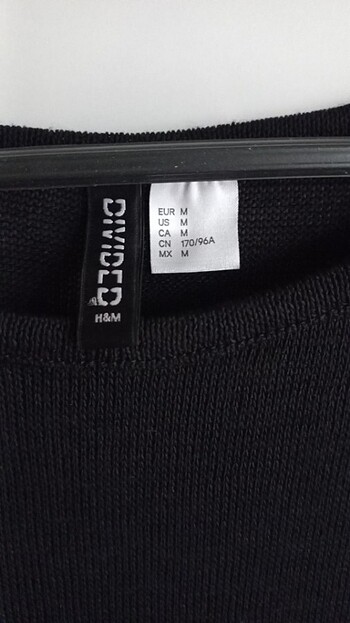 DIVIDED
H&M
EUR M
US M
CA M
CN 170/96A
MX M